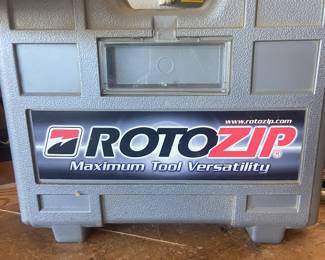 www.rotozip.com
ROTOZIP®
Maximum Tool Versatility